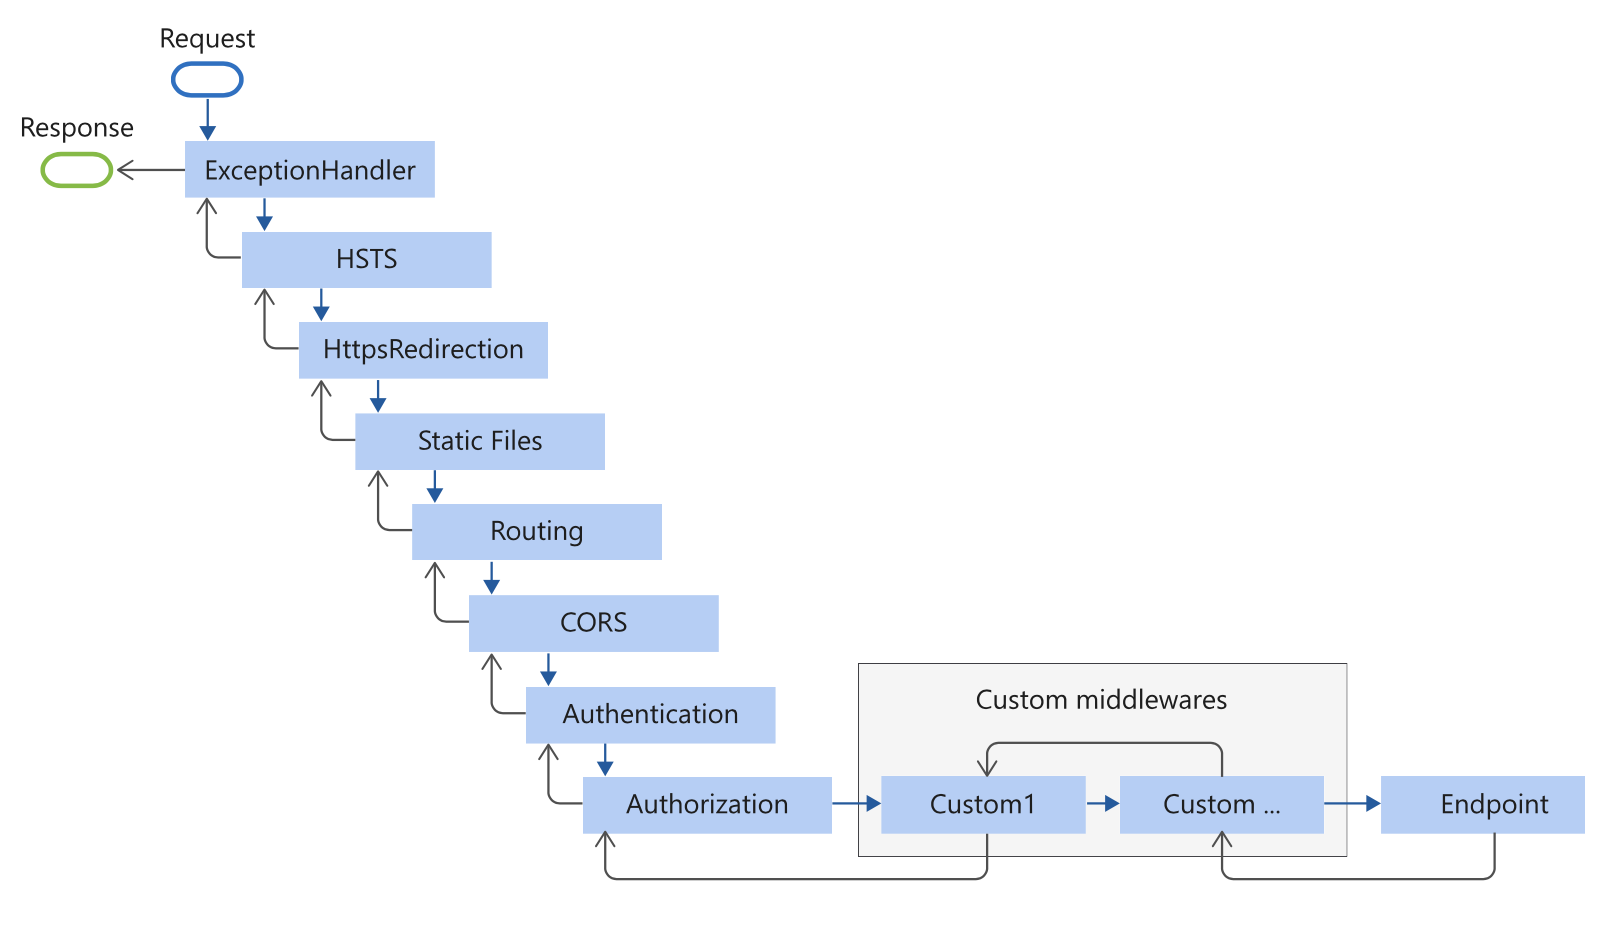 Request
Response
ExceptionHandler
HSTS
HttpsRedirection
Static Files
Routing
CORS
Authentication
Custom middlewares
Authorization
Custom1
Custom ...
Endpoint